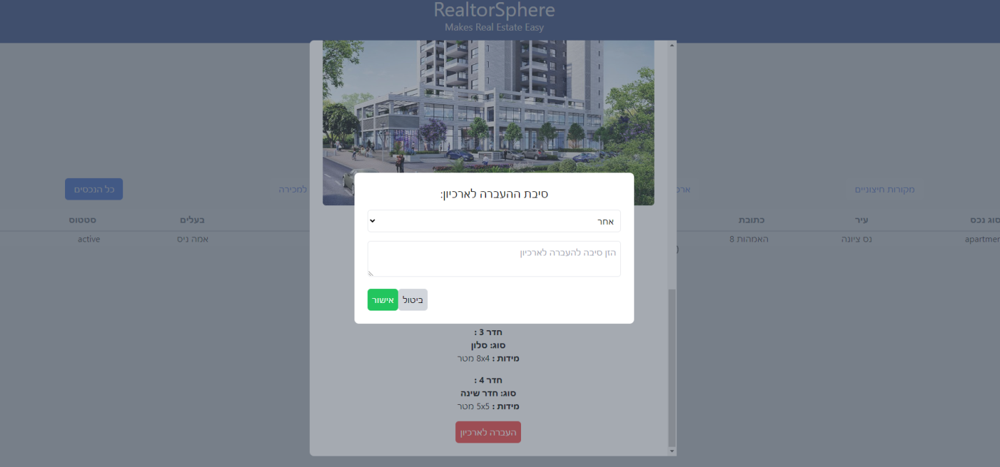 RealtorSphere
Makes Real Estate Easy
סיבת ההעברה לארכיון:
אחר
הזן סיבה להעברה לארכיון
ביטול
אישור
מקורות חיצוניים
למכירה
כל הנכסים
סוג נכס
עיר
כתובת
בעלים
סטטוס
נס ציונה
האמהות 8
אמה ניס
active
חדר 3 :
סוג: סלון
מידות : 8x4 מטר
חדר 4 :
סוג: חדר שינה
מידות : 5x5 מטר
העברה לארכיון